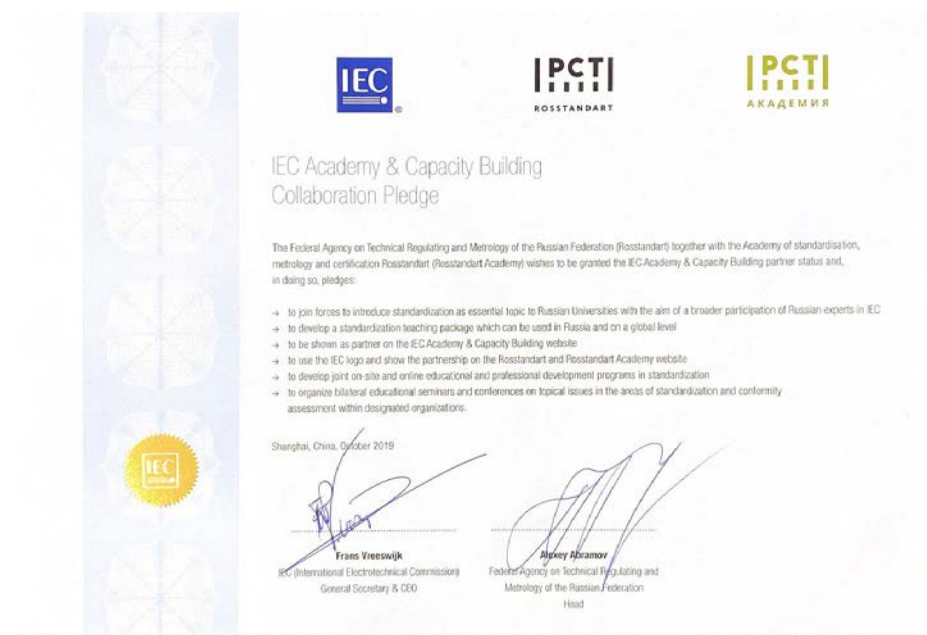 IEC
®
РСТ
ROSSTANDART
РСТ
АКАДЕМИЯ
IEC Academy & Capacity Building
Collaboration Pledge
The Federal Agency on Technical Regulating and Metrology of the Russian Federation (Rosstandart) together with the Academy of standardisation,
metrology and certification Rosstandart (Rosstandart Academy) wishes to be granted the IEC Academy & Capacity Building partner status and,
in doing so, pledges:
→ to join forces to introduce standardization as essential topic to Russian Universities with the aim of a broader participation of Russian experts in IEC
→ to develop a standardization teaching package which can be used in Russia and on a global level
→ to be shown as partner on the IEC Academy & Capacity Building website
→ to use the IEC logo and show the partnership on the Rosstandart and Rosstandart Academy website
→ to develop joint on-site and online educational and professional development programs in standardization
→ to organize bilateral educational seminars and conferences on topical issues in the areas of standardization and conformity
assessment within designated organizations.
Shanghai, China, October 2019
IEC
Frans Vreeswijk
IEC (International Electrotechnical Commission)
General Secretary & CEO
Alexey Abramov
Federal Agency on Technical Regulating and
Metrology of the Russian Federation
Head